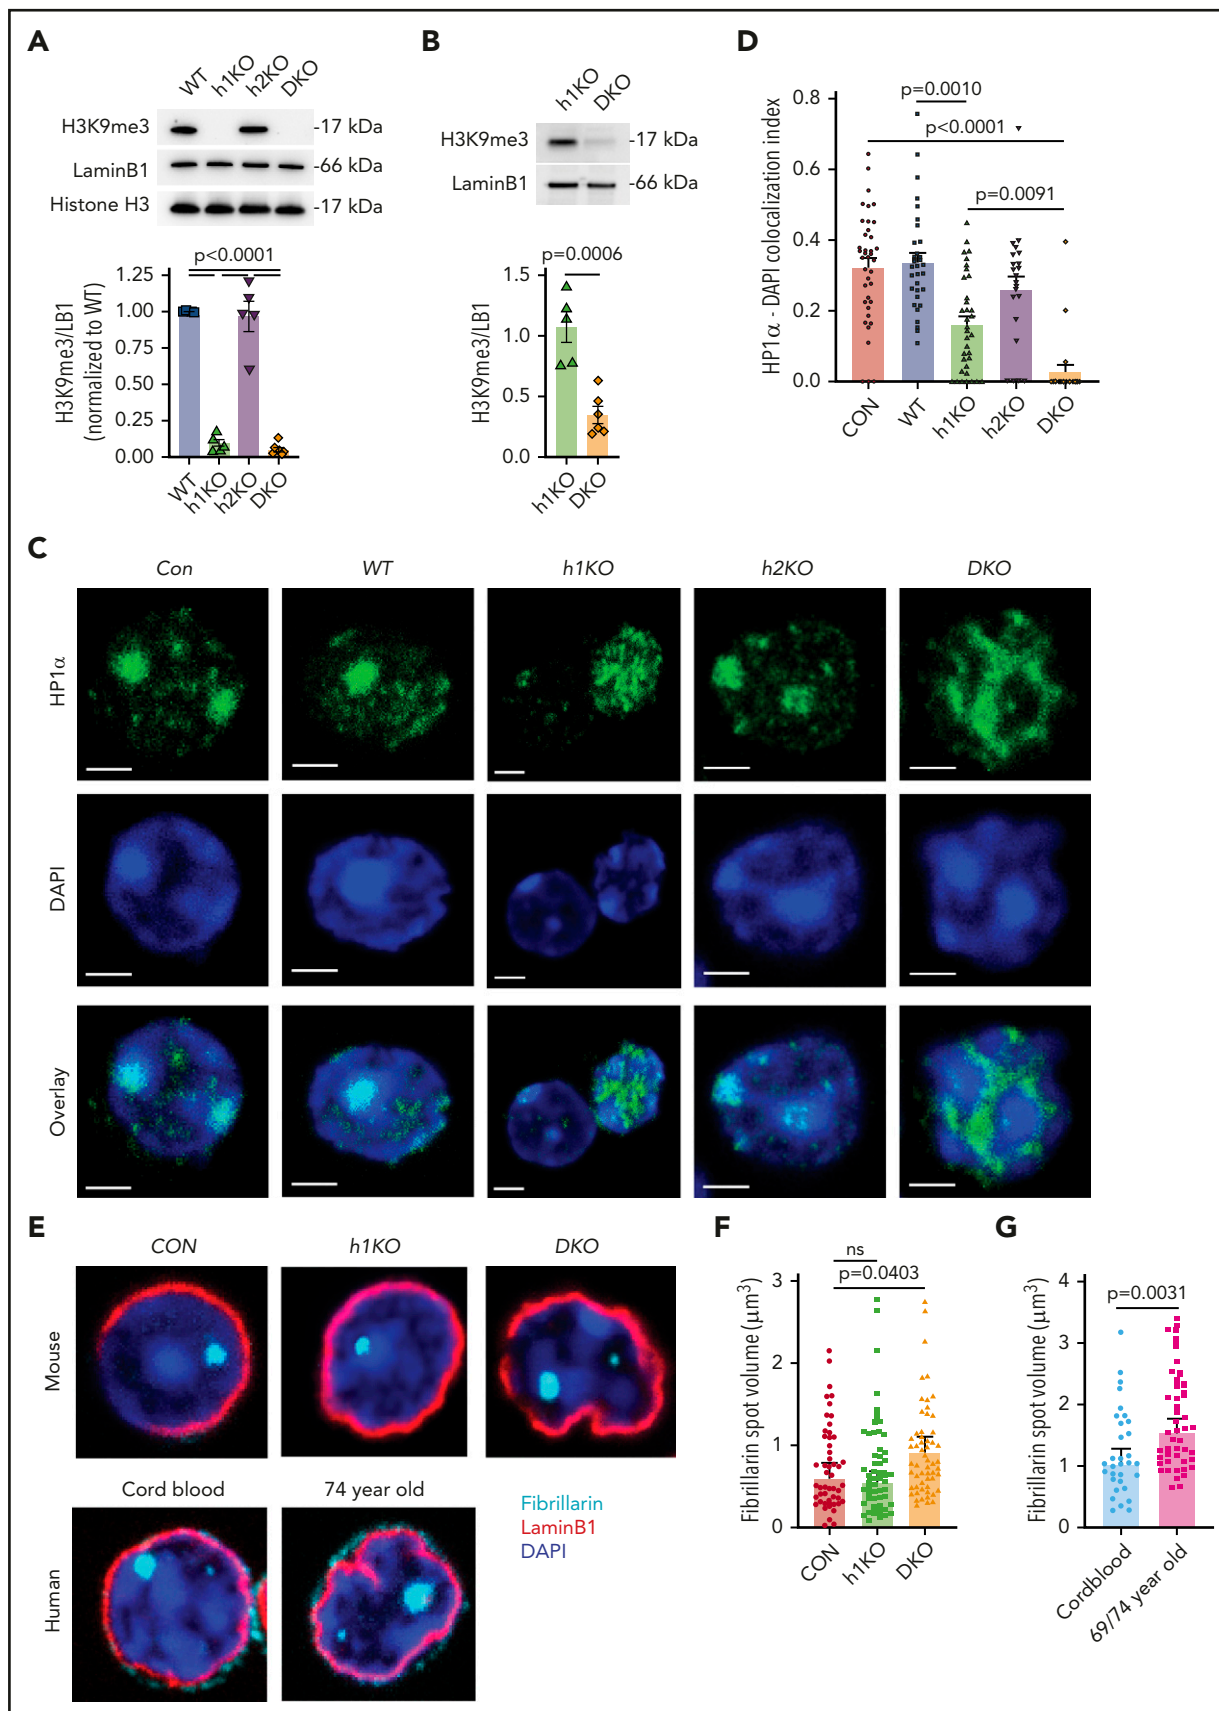 A
WT
h1KO
h2KO
DKO
H3K9me3
-17 kDa
LaminB1
-66 kDa
Histone H3
-17 kDa
p<0.0001
H3K9me3/LB1
(normalized to WT)
1.25
1.00
0.75
0.50
0.25
0.00
WT
h1KO
h2KO
DKO
B
h1KO
DKO
H3K9me3
-17 kDa
LaminB1
-66 kDa
p=0.0006
H3K9me3/LB1
1.5
1.0
0.5
0.0
h1KO
DKO
D
p=0.0010
p<0.0001
p=0.0091
HP1α - DAPI colocalization index
0.8
0.6
0.4
0.2
0.0
CON
WT
h1KO
h2KO
DKO
C
Con
WT
h1KO
h2KO
DKO
HP1α
DAPI
Overlay
E
CON
h1KO
DKO
Mouse
Cord blood
74 year old
Human
Fibrillarin
LaminB1
DAPI
F
ns
p=0.0403
Fibrillarin spot volume (μm³)
3
2
1
0
CON
h1KO
DKO
G
p=0.0031
Fibrillarin spot volume (μm³)
4
3
2
1
0
Cordblood
69/74 year old